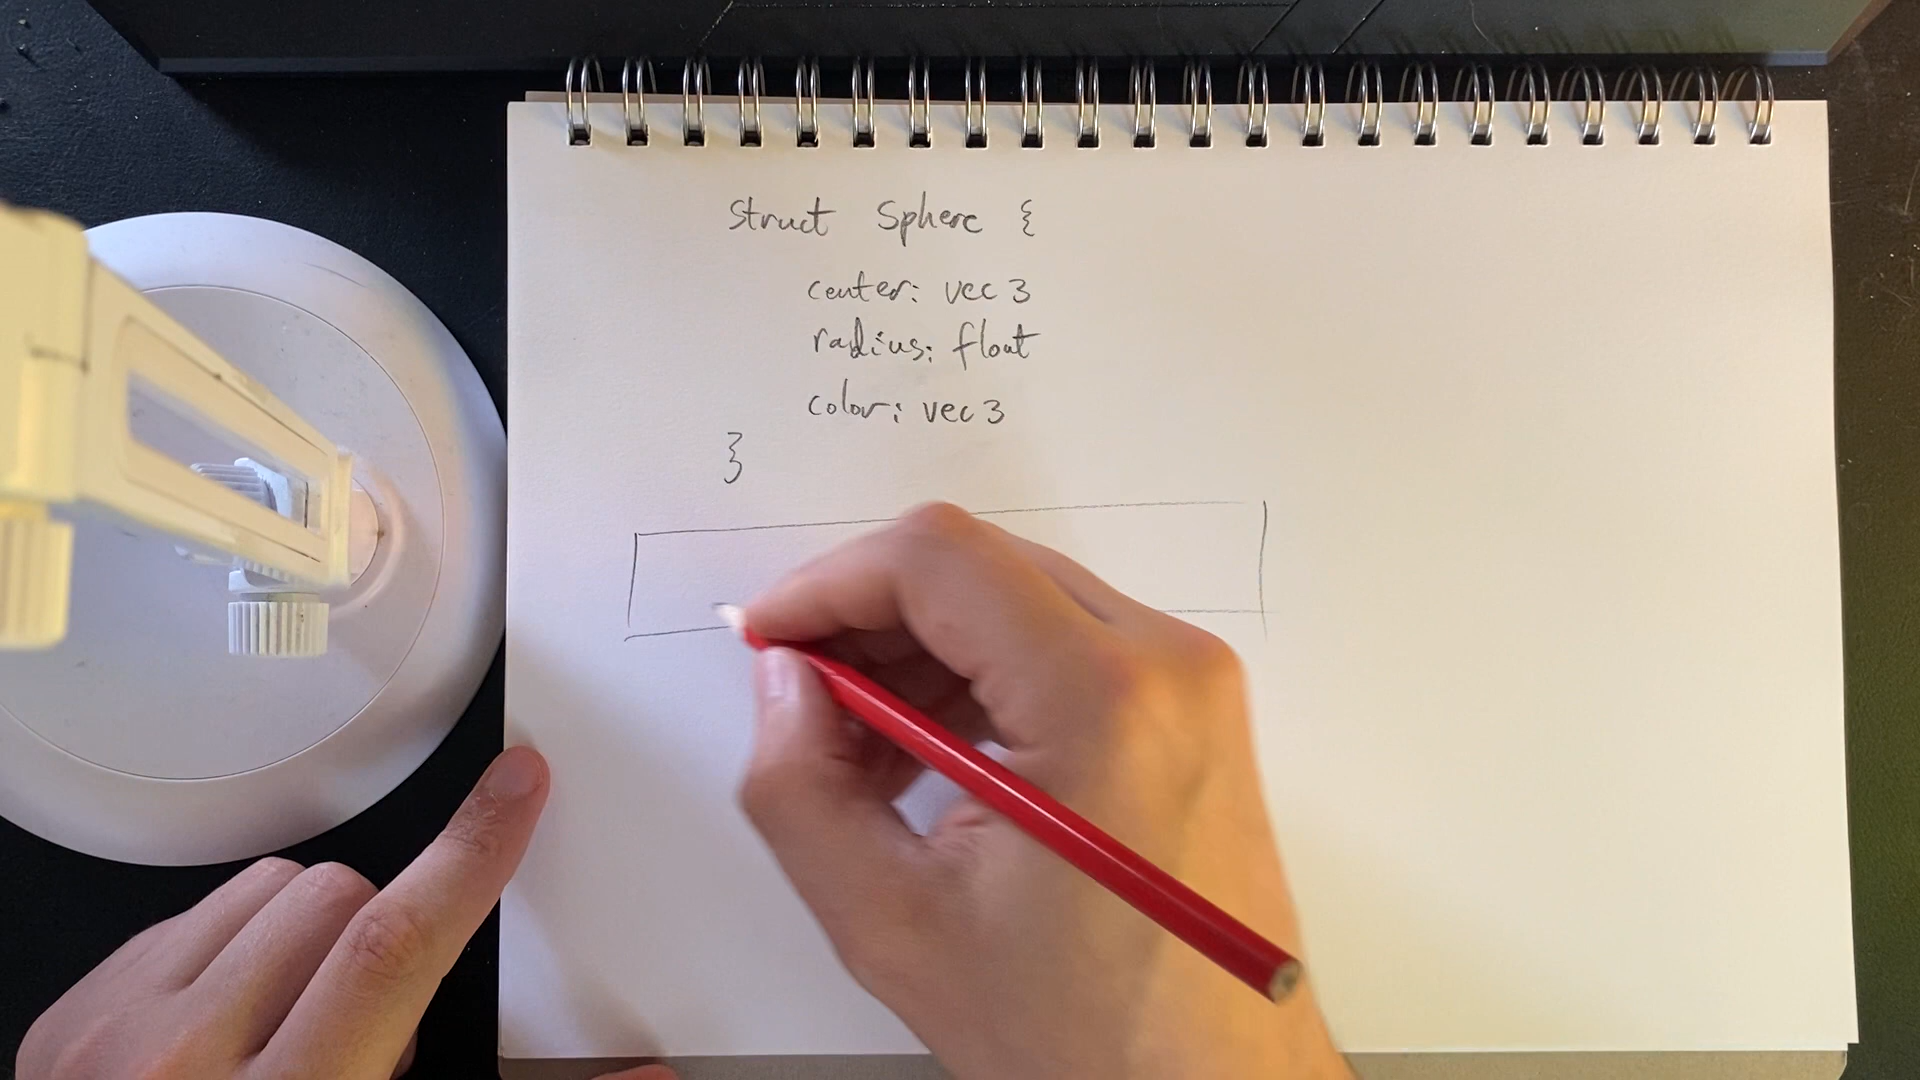 Struct Sphere {
center: vec3
radius: float
color: vec3
}